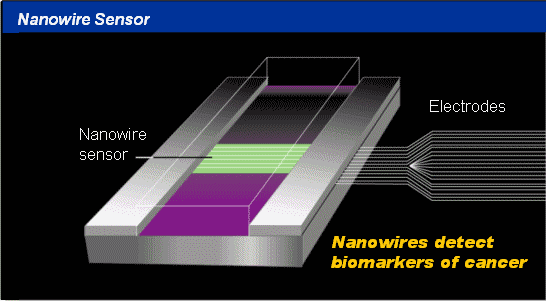 Nanowire Sensor
Electrodes
Nanowire
sensor
Nanowires detect
biomarkers of cancer